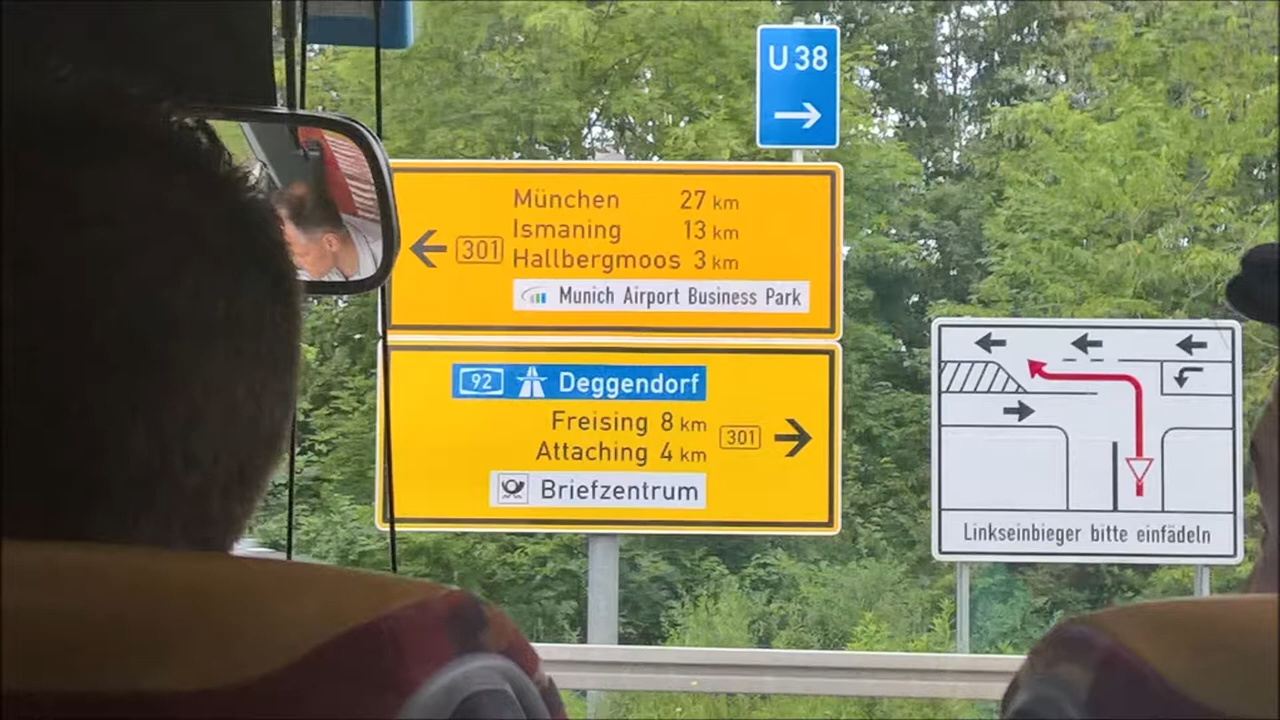 U 38
München 27 km
Ismaning 13 km
301 Hallbergmoos 3 km
Munich Airport Business Park
92 Deggendorf
Freising 8 km
301
Attaching 4 km
Briefzentrum
Linkseinbieger bitte einfädeln